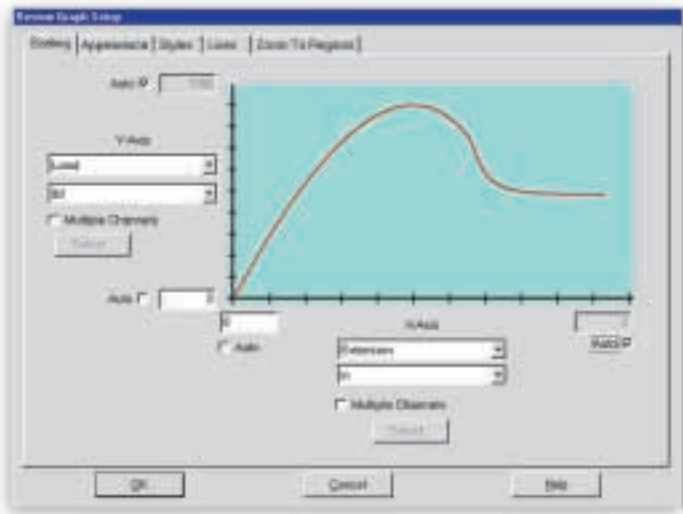 Review Graph Setup
Scaling Appearance Styles Lines Zoom To Regions
Auto
Y-Axis
Load
lbf
Multiple Channels
Select
Auto 0
0
X-Axis
Auto
Auto
Extension
in
Multiple Channels
Select
OK Cancel Help